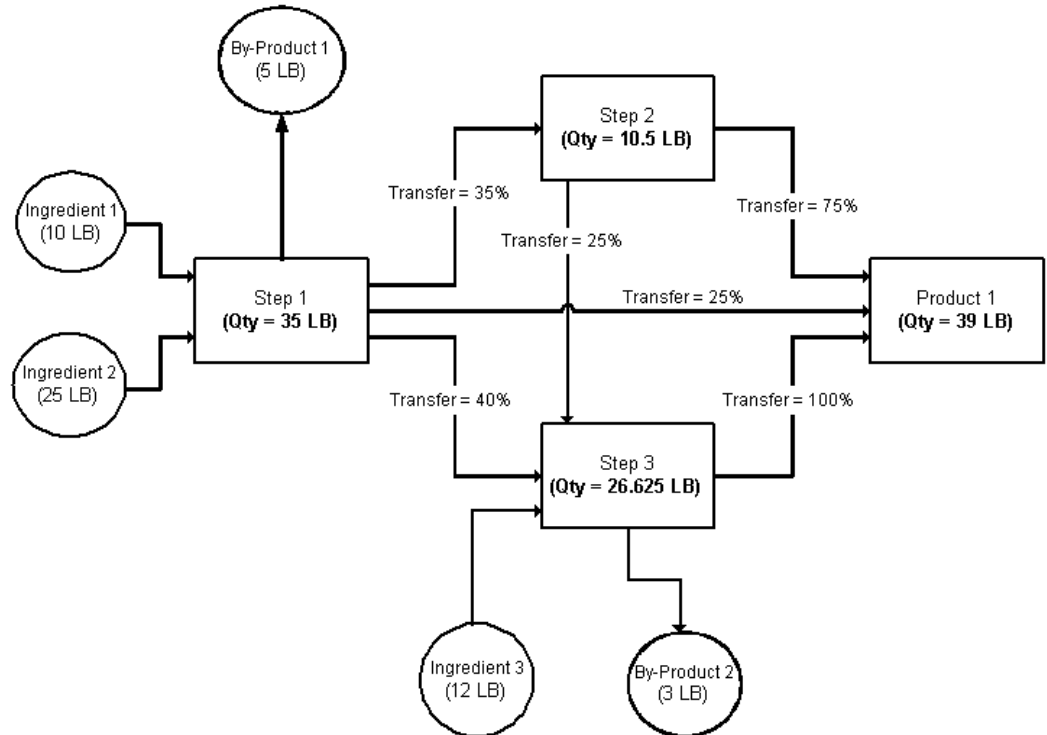 By-Product 1
(5 LB)
Step 2
(Qty = 10.5 LB)
Transfer = 35%
Transfer = 75%
Ingredient 1
(10 LB)
Transfer = 25%
Step 1
(Qty = 35 LB)
Transfer = 25%
Product 1
(Qty = 39 LB)
Ingredient 2
(25 LB)
Transfer = 40%
Transfer = 100%
Step 3
(Qty = 26.625 LB)
Ingredient 3
(12 LB)
By-Product 2
(3 LB)